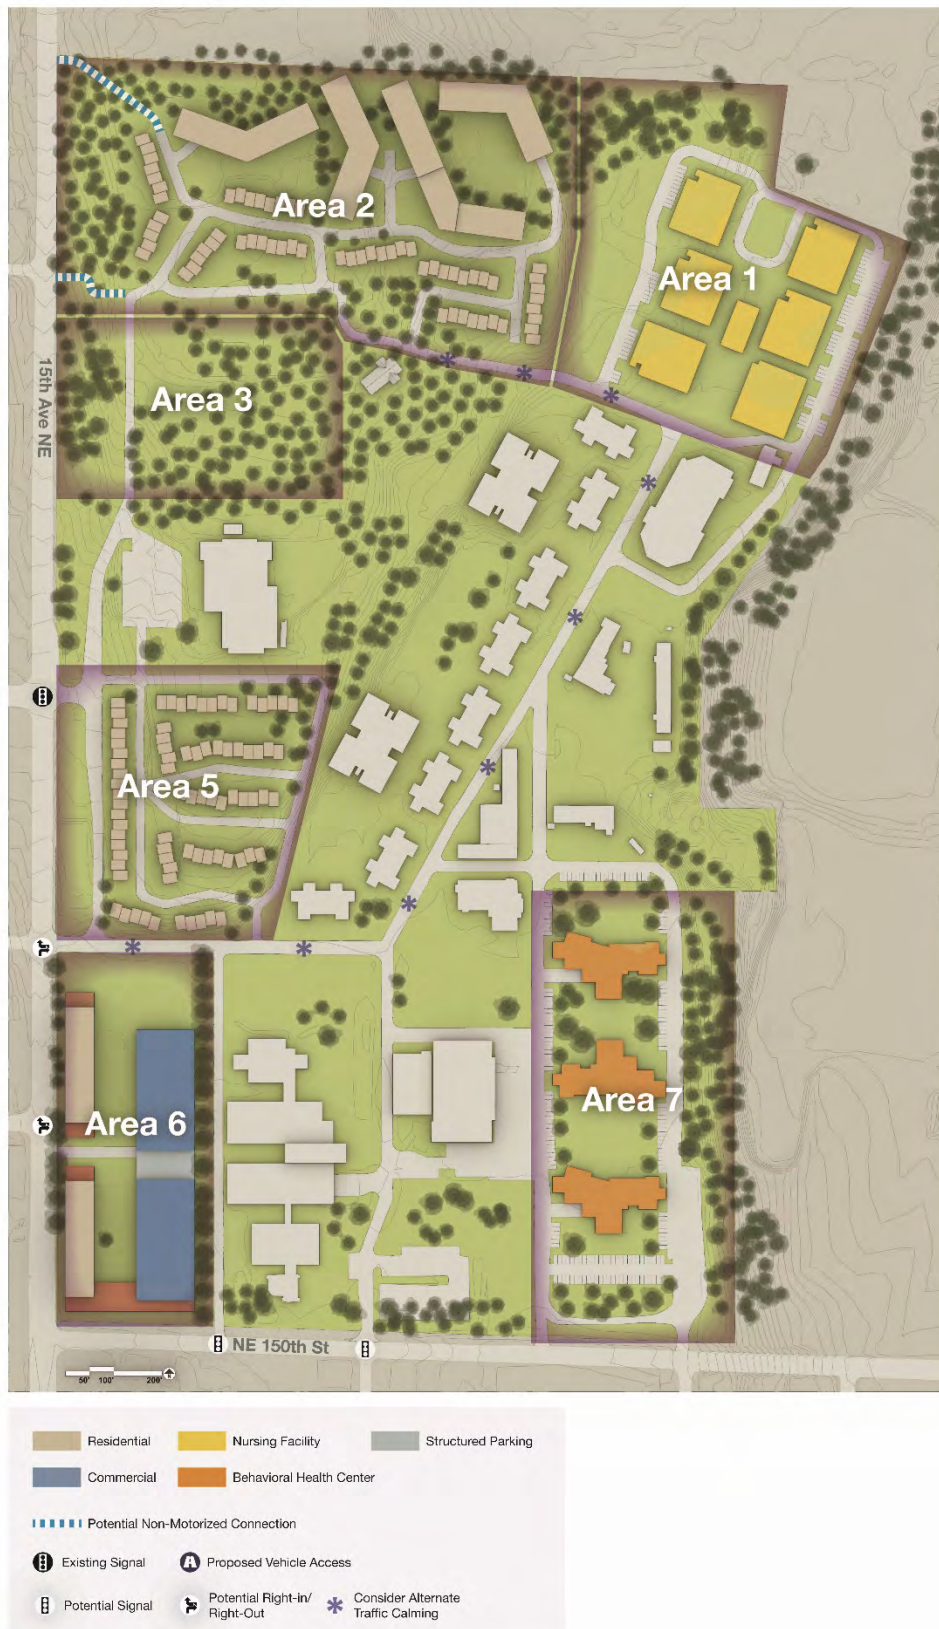 Area 2
Area 1
Area 3
15th Ave NE
Area 5
Area 6
Area 7
NE 150th St
50' 100' 200'
Residential
Nursing Facility
Structured Parking
Commercial
Behavioral Health Center
Potential Non-Motorized Connection
Existing Signal
A Proposed Vehicle Access
Potential Signal
Potential Right-in/
Right-Out
Consider Alternate
Traffic Calming